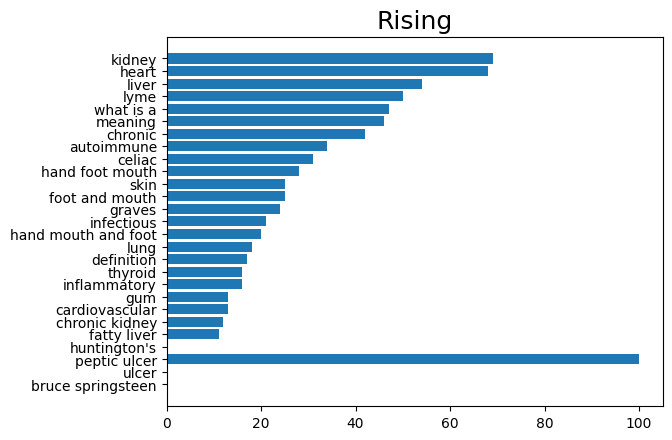 Rising
kidney
heart
liver
lyme
what is a
meaning
chronic
autoimmune
celiac
hand foot mouth
skin
foot and mouth
graves
infectious
hand mouth and foot
lung
definition
thyroid
inflammatory
gum
cardiovascular
chronic kidney
fatty liver
huntington's
peptic ulcer
ulcer
bruce springsteen
0 20 40 60 80 100